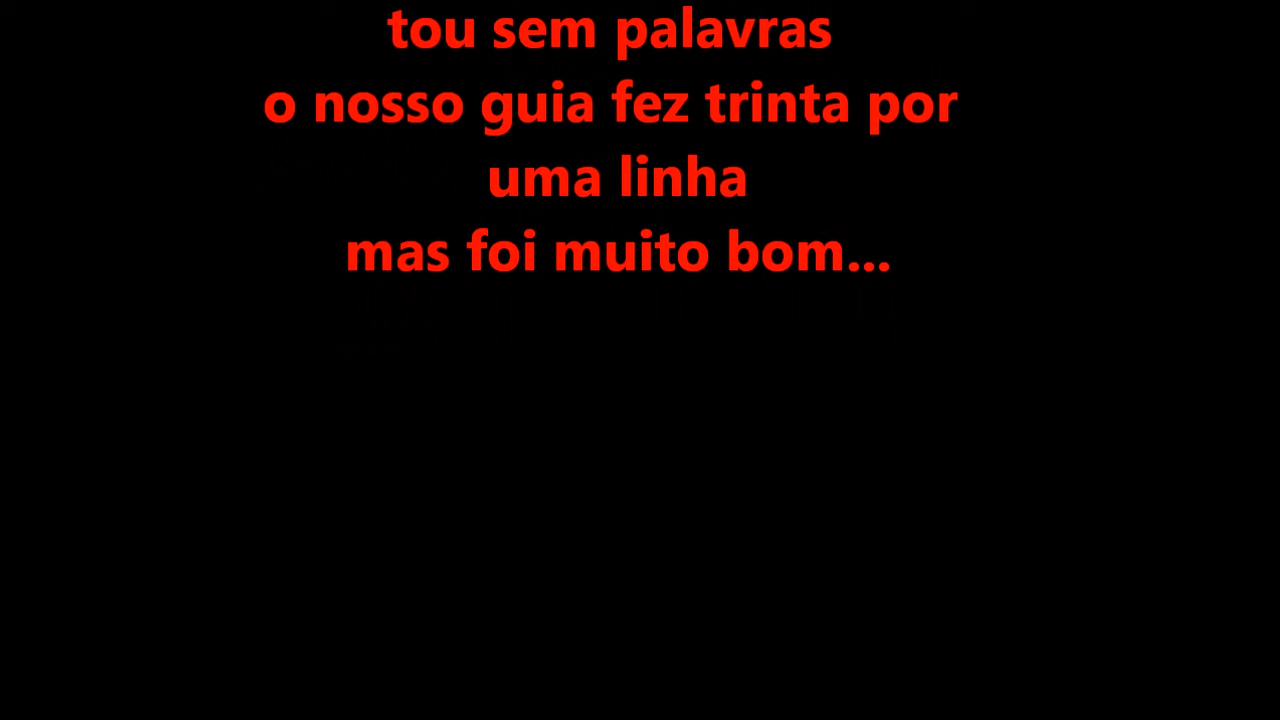 tou sem palavras
o nosso guia fez trinta por
uma linha
mas foi muito bom...